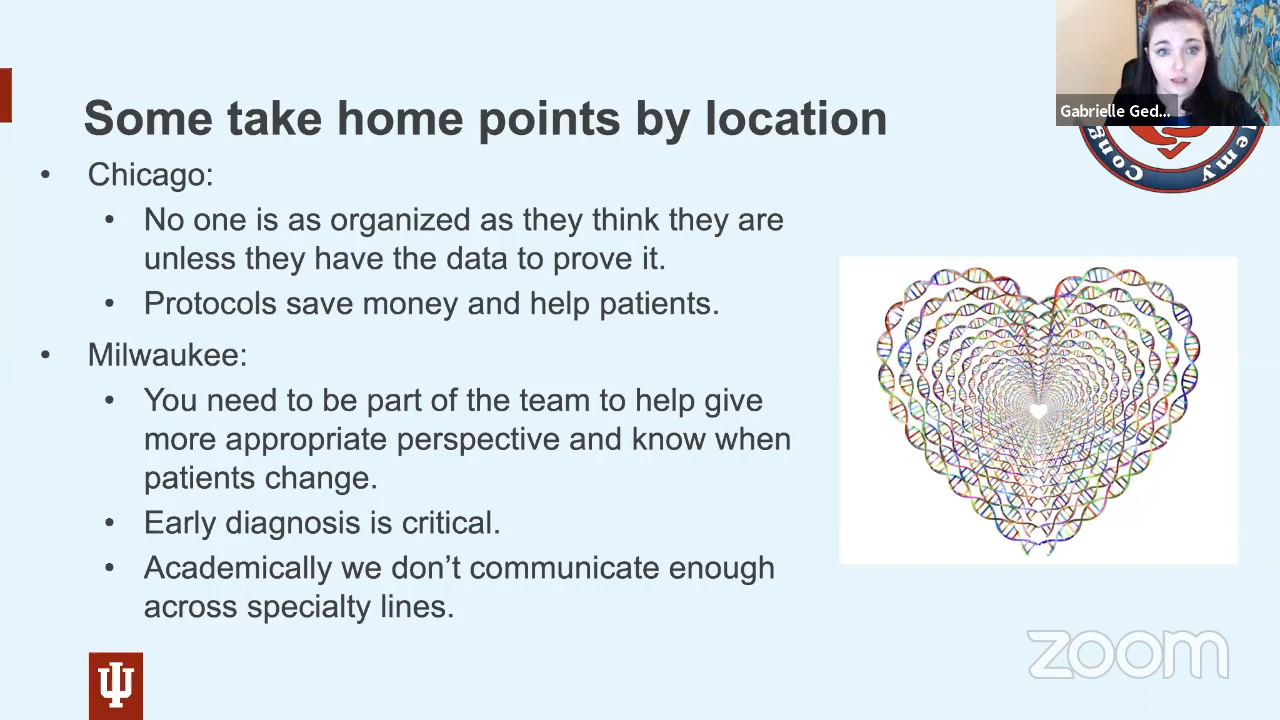 Some take home points by location
Gabrielle Ged...
Cong
lemy
• Chicago:
• No one is as organized as they think they are
unless they have the data to prove it.
• Protocols save money and help patients.
• Milwaukee:
• You need to be part of the team to help give
more appropriate perspective and know when
patients change.
• Early diagnosis is critical.
• Academically we don’t communicate enough
across specialty lines.
zoom